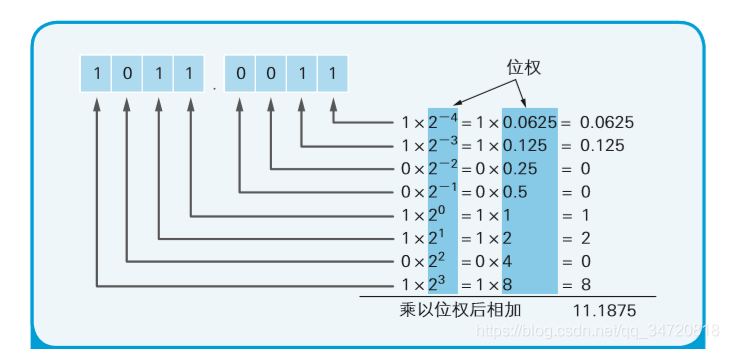 1 0 1 1 . 0 0 1 1
位权
1×2⁻⁴=1×0.0625= 0.0625
1×2⁻³=1×0.125 = 0.125
0×2⁻²=0×0.25 = 0
0×2⁻¹=0×0.5 = 0
1×2⁰=1×1 = 1
1×2¹=1×2 = 2
0×2²=0×4 = 0
1×2³=1×8 = 8
乘以位权后相加 11.1875
https://blog.csdn.net/qq_34720818